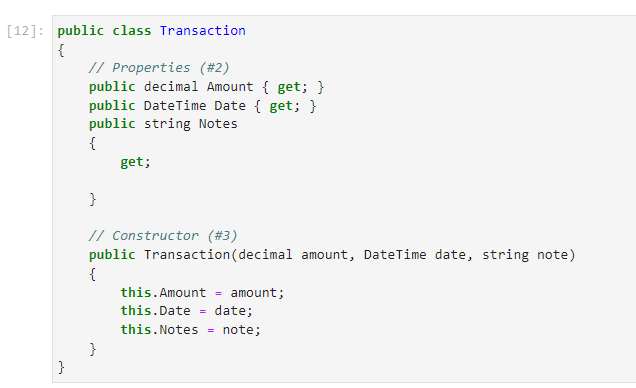 [12]: public class Transaction
{
    // Properties (#2)
    public decimal Amount { get; }
    public DateTime Date { get; }
    public string Notes
    {
        get;

    }

    // Constructor (#3)
    public Transaction(decimal amount, DateTime date, string note)
    {
        this.Amount = amount;
        this.Date = date;
        this.Notes = note;
    }
}